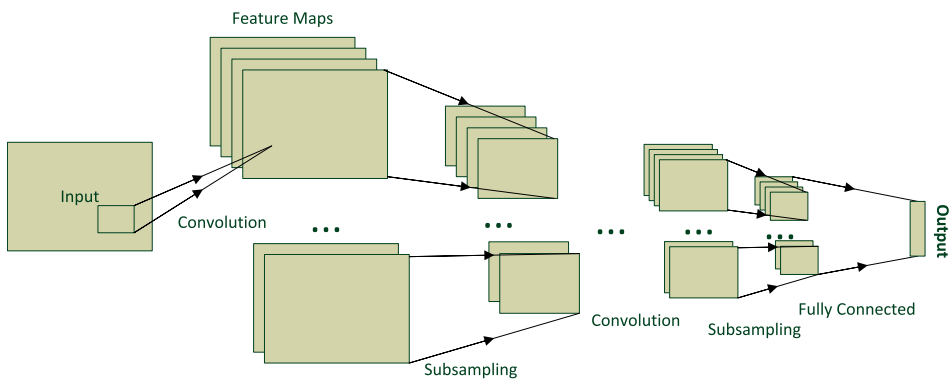 Feature Maps
Input
Convolution
Subsampling
Convolution
Subsampling
Fully Connected
Output